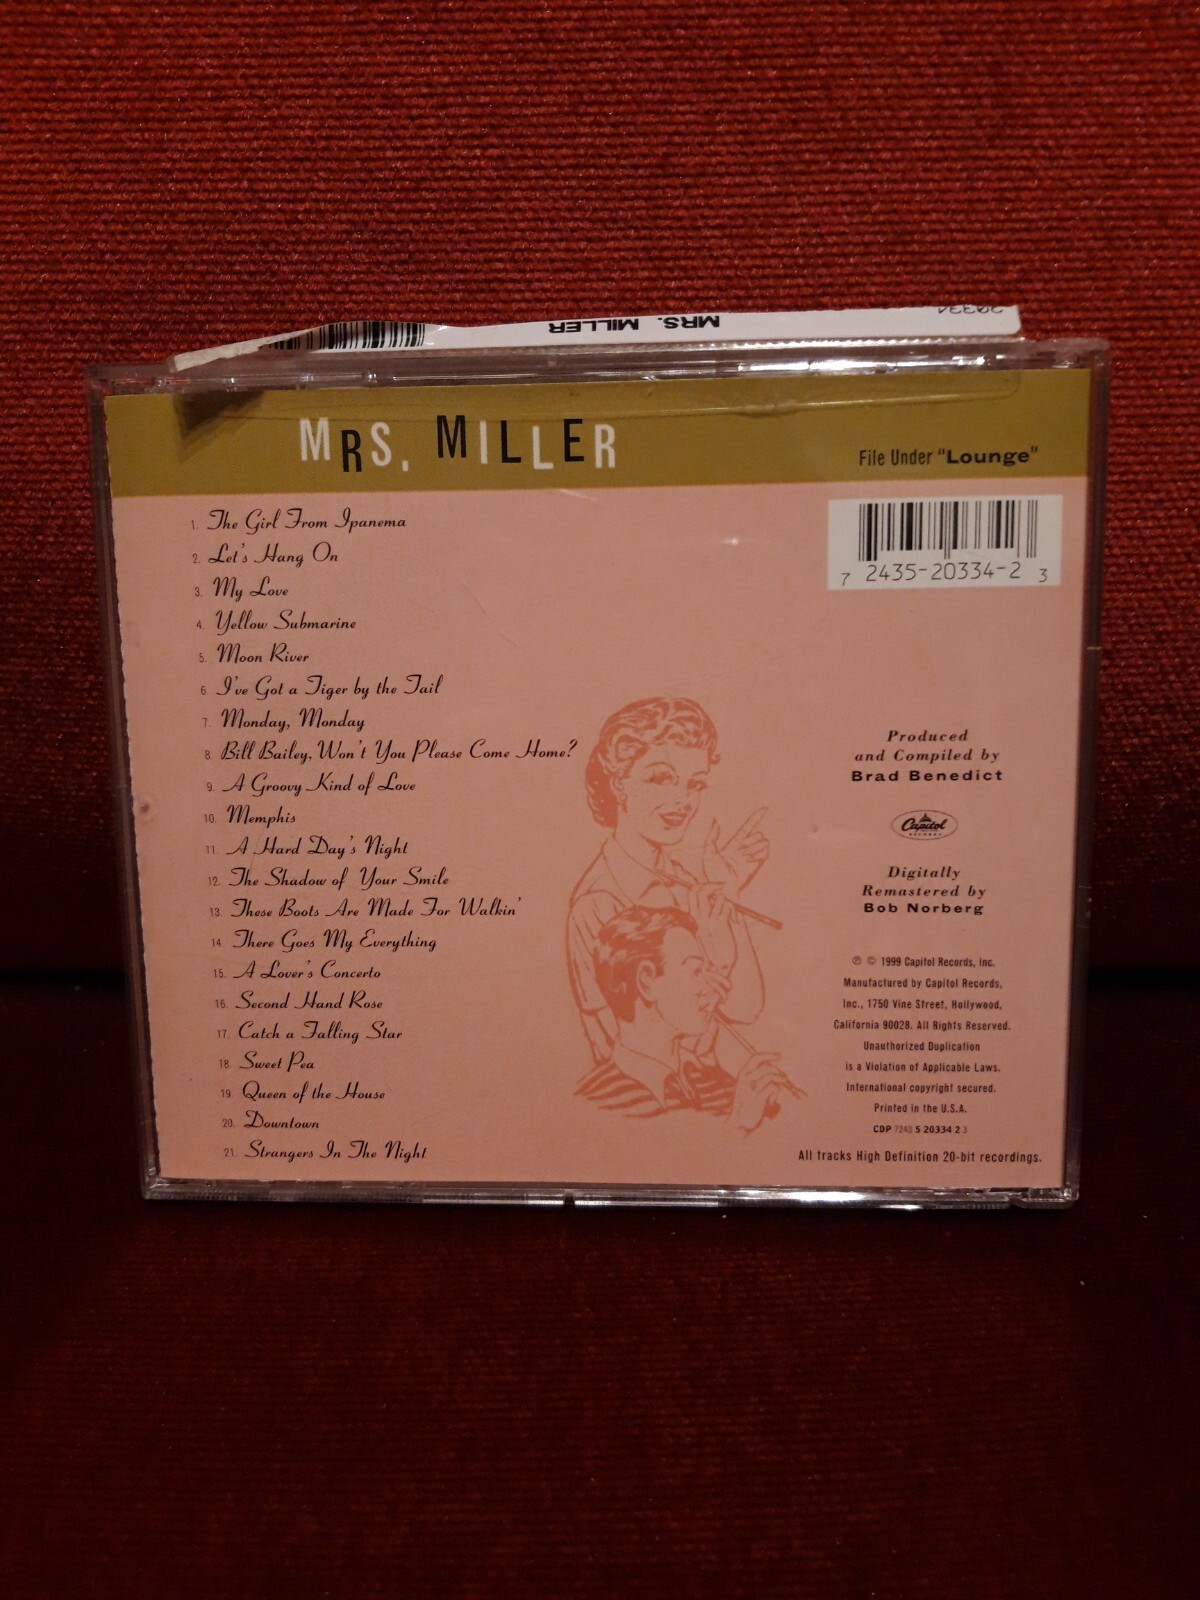 MRS. MILLER
20334
MRS. MILLER
File Under "Lounge"
1. The Girl From Ipanema
2. Let's Hang On
3. My Love
4. Yellow Submarine
5. Moon River
6. I've Got a Tiger by the Tail
7. Monday, Monday
8. Bill Bailey, Won't You Please Come Home?
9. A Groovy Kind of Love
10. Memphis
11. A Hard Day's Night
12. The Shadow of Your Smile
13. These Boots Are Made For Walkin'
14. There Goes My Everything
15. A Lover's Concerto
16. Second Hand Rose
17. Catch a Falling Star
18. Sweet Pea
19. Queen of the House
20. Downtown
21. Strangers In The Night
7 2435-20334-2 3
Produced
and Compiled by
Brad Benedict
Capitol
RECORDS
Digitally
Remastered by
Bob Norberg
℗ © 1999 Capitol Records, Inc.
Manufactured by Capitol Records,
Inc., 1750 Vine Street, Hollywood,
California 90028. All Rights Reserved.
Unauthorized Duplication
is a Violation of Applicable Laws.
International copyright secured.
Printed in the U.S.A.
CDP 7243 5 20334 2 3
All tracks High Definition 20-bit recordings.